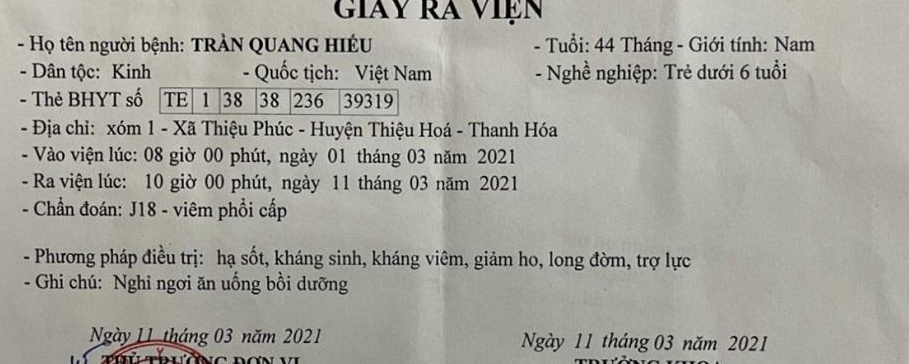 GIẤY RA VIỆN
- Họ tên người bệnh: TRẦN QUANG HIẾU - Tuổi: 44 Tháng - Giới tính: Nam
- Dân tộc: Kinh - Quốc tịch: Việt Nam - Nghề nghiệp: Trẻ dưới 6 tuổi
- Thẻ BHYT số TE 1 38 38 236 39319
- Địa chỉ: xóm 1 - Xã Thiệu Phúc - Huyện Thiệu Hoá - Thanh Hóa
- Vào viện lúc: 08 giờ 00 phút, ngày 01 tháng 03 năm 2021
- Ra viện lúc: 10 giờ 00 phút, ngày 11 tháng 03 năm 2021
- Chẩn đoán: J18 - viêm phổi cấp
- Phương pháp điều trị: hạ sốt, kháng sinh, kháng viêm, giảm ho, long đờm, trợ lực
- Ghi chú: Nghỉ ngơi ăn uống bồi dưỡng
Ngày 11 tháng 03 năm 2021 Ngày 11 tháng 03 năm 2021
THỦ TRƯỞNG ĐƠN VỊ TRƯỞNG KHOA